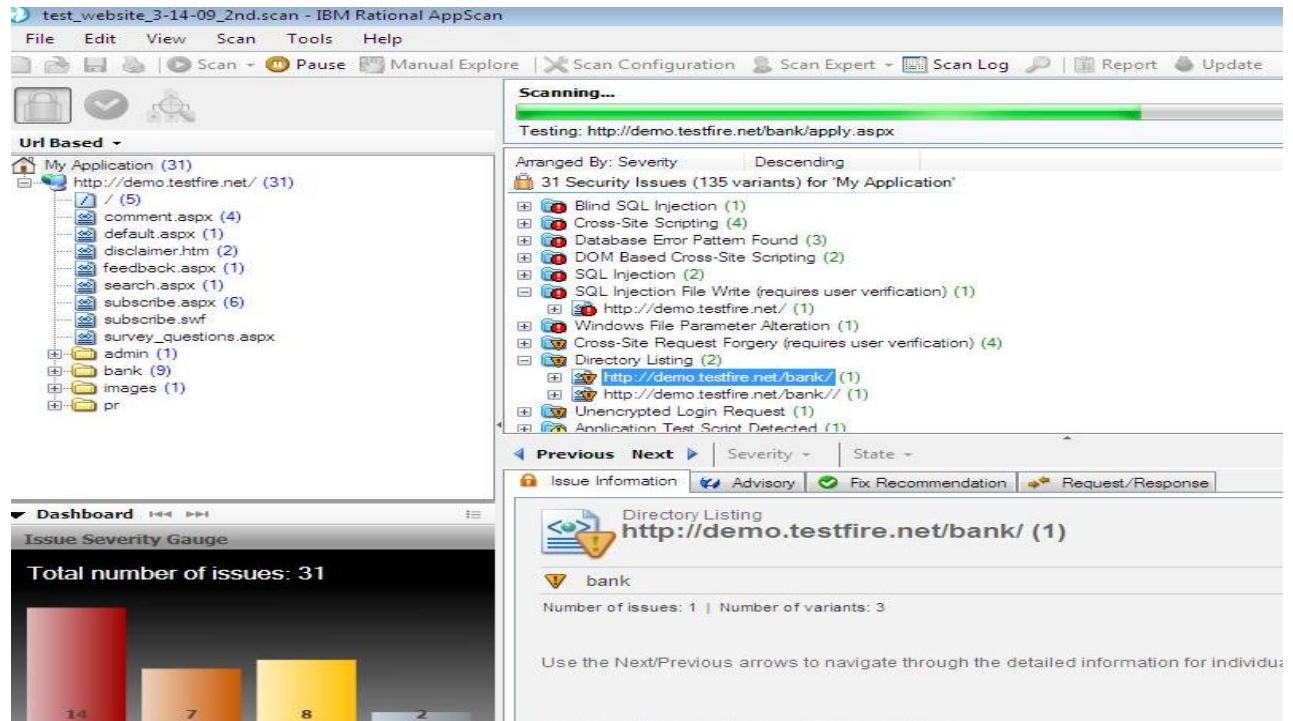 test_website_3-14-09_2nd.scan - IBM Rational AppScan
File Edit View Scan Tools Help
Scan Pause Manual Explore Scan Configuration Scan Expert Scan Log Report Update
Url Based
My Application (31)
http://demo.testfire.net/ (31)
/ (5)
comment.aspx (4)
default.aspx (1)
disclaimer.htm (2)
feedback.aspx (1)
search.aspx (1)
subscribe.aspx (6)
subscribe.swf
survey_questions.aspx
admin (1)
bank (9)
images (1)
pr
Dashboard
Issue Severity Gauge
Total number of issues: 31
14 7 8 2
Scanning...
Testing: http://demo.testfire.net/bank/apply.aspx
Arranged By: Severity Descending
31 Security Issues (135 variants) for 'My Application'
Blind SQL Injection (1)
Cross-Site Scripting (4)
Database Error Pattern Found (3)
DOM Based Cross-Site Scripting (2)
SQL Injection (2)
SQL Injection File Write (requires user verification) (1)
http://demo.testfire.net/ (1)
Windows File Parameter Alteration (1)
Cross-Site Request Forgery (requires user verification) (4)
Directory Listing (2)
http://demo.testfire.net/bank/ (1)
http://demo.testfire.net/bank// (1)
Unencrypted Login Request (1)
Application Test Script Detected (1)
Previous Next Severity State
Issue Information Advisory Fix Recommendation Request/Response
Directory Listing
http://demo.testfire.net/bank/ (1)
bank
Number of issues: 1 | Number of variants: 3
Use the Next/Previous arrows to navigate through the detailed information for individua